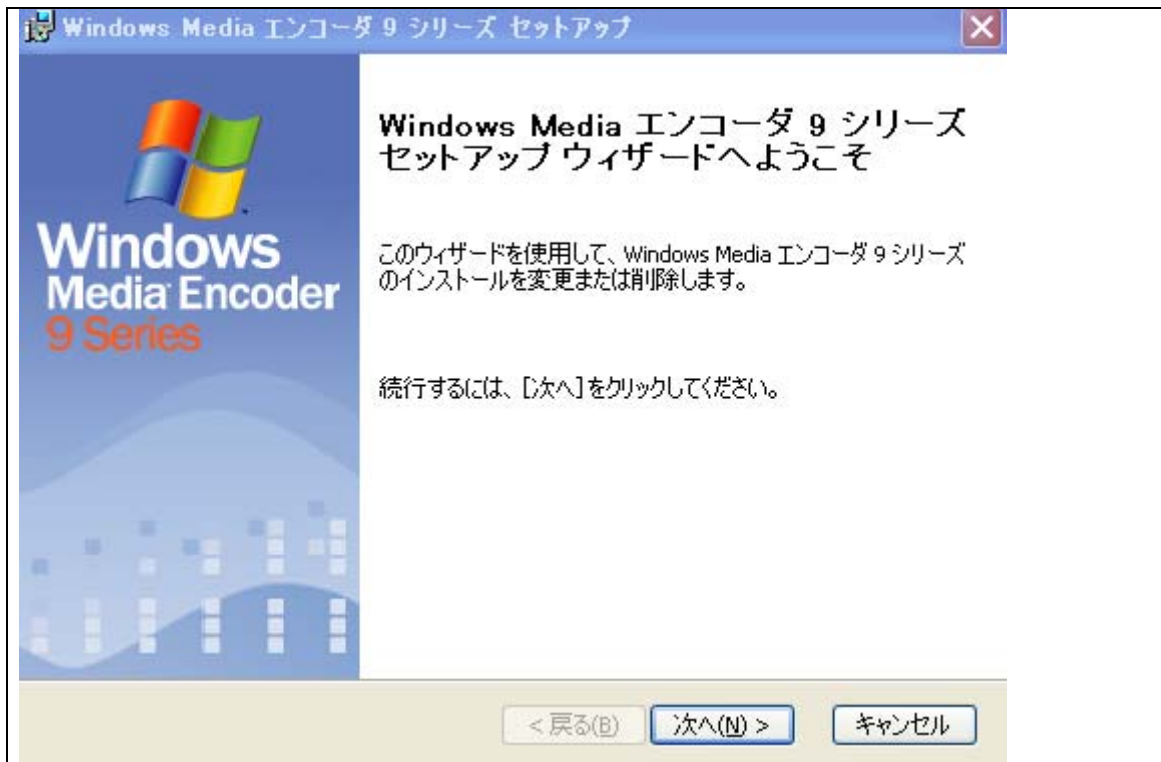 Windows Media エンコーダ 9 シリーズ セットアップ
Windows
Media Encoder
9 Series
Windows Media エンコーダ 9 シリーズ
セットアップ ウィザードへようこそ
このウィザードを使用して、Windows Media エンコーダ 9 シリーズ
のインストールを変更または削除します。
続行するには、[次へ] をクリックしてください。
< 戻る(B)
次へ(N) >
キャンセル